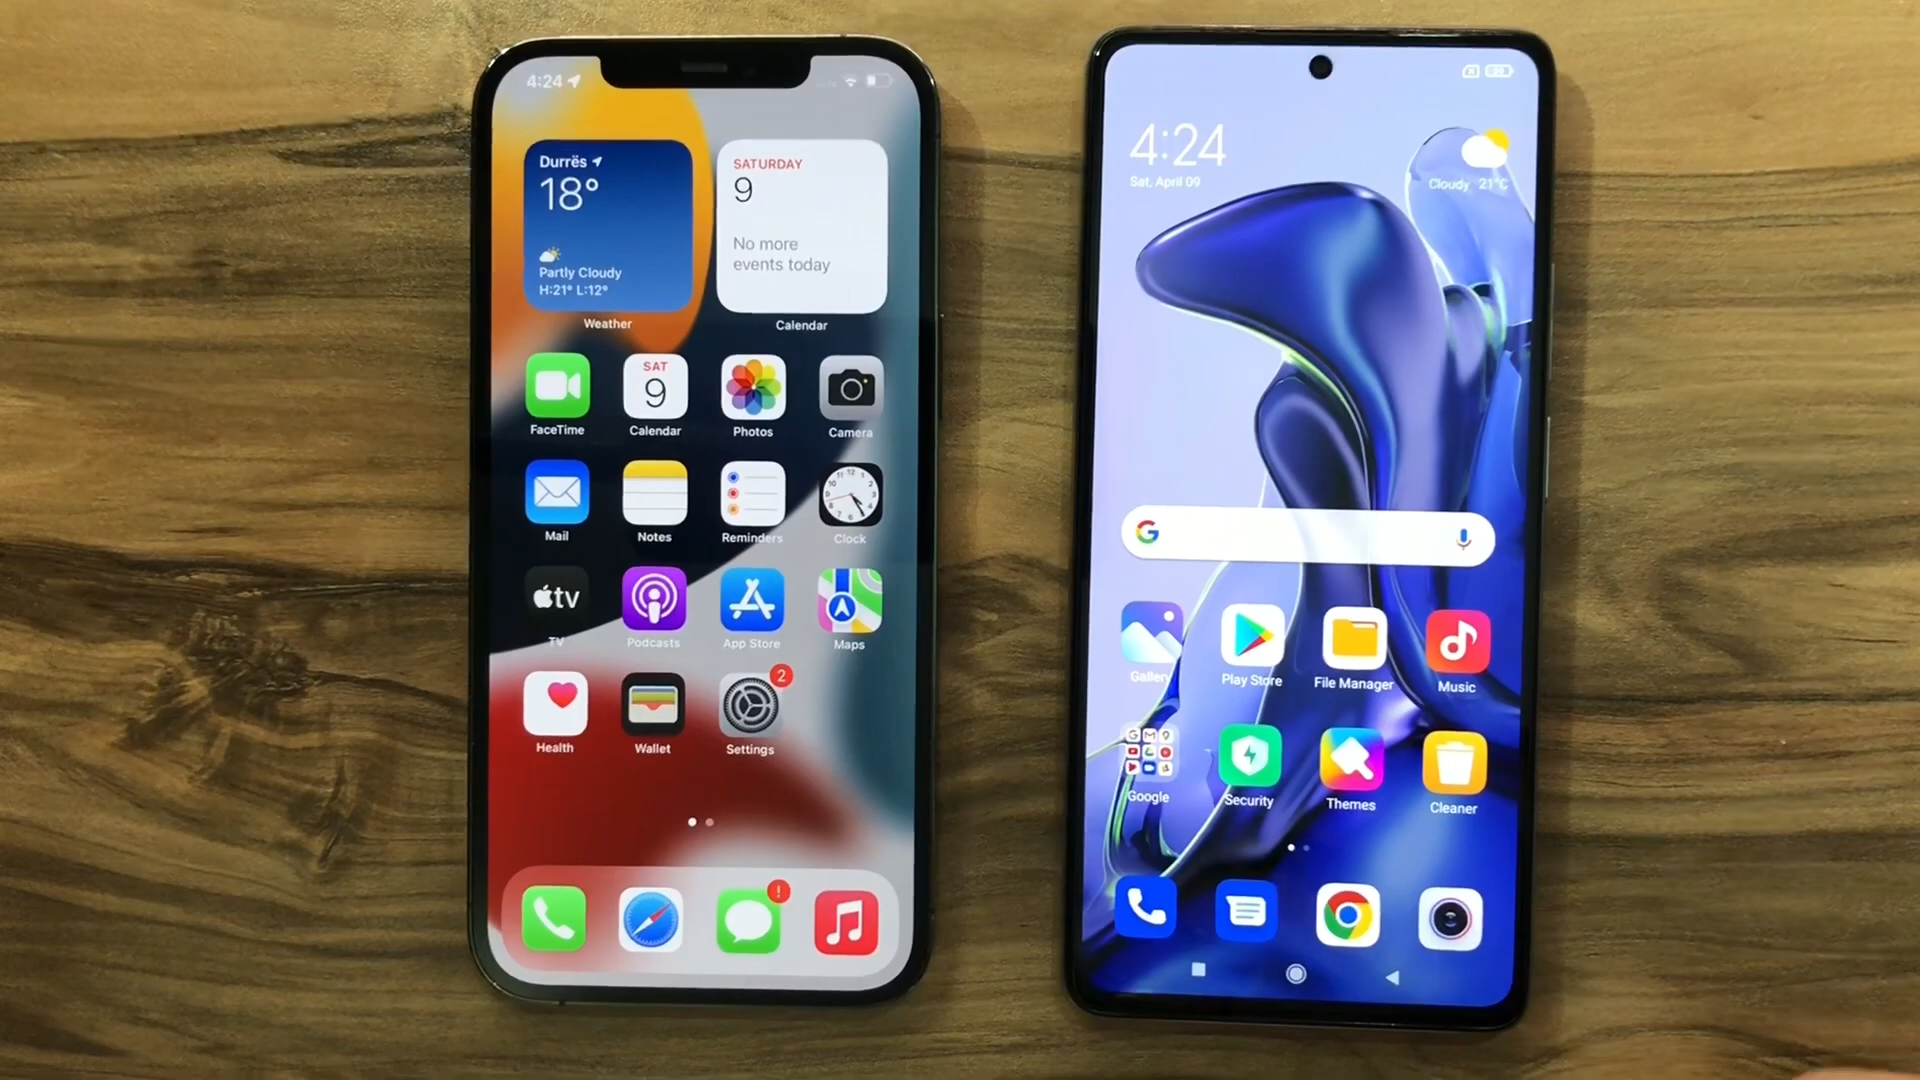 4:24
Durrës
18°
Partly Cloudy
H:21° L:12°
Weather
SATURDAY
9
No more
events today
Calendar
FaceTime
SAT
9
Calendar
Photos
Camera
Mail
Notes
Reminders
Clock
tv
TV
Podcasts
App Store
Maps
Health
Wallet
2
Settings
!
4:24
Sat, April 09
Cloudy 21°C
G
Gallery
Play Store
File Manager
Music
Google
Security
Themes
Cleaner